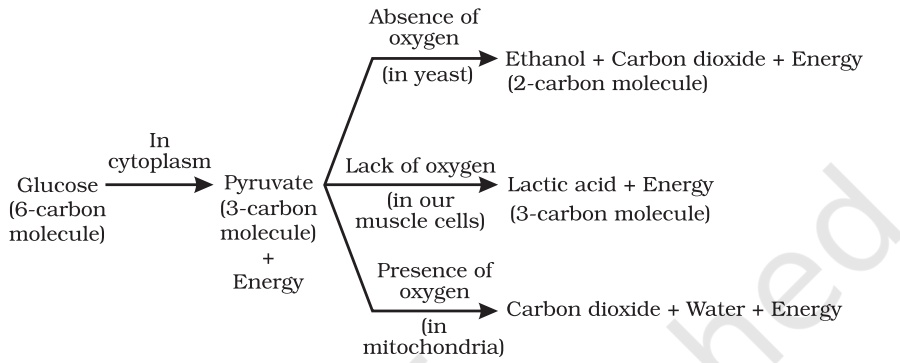 Absence of
oxygen
(in yeast)
Ethanol + Carbon dioxide + Energy
(2-carbon molecule)
In
cytoplasm
Glucose
(6-carbon
molecule)
Pyruvate
(3-carbon
molecule)
+
Energy
Lack of oxygen
(in our
muscle cells)
Lactic acid + Energy
(3-carbon molecule)
Presence of
oxygen
(in
mitochondria)
Carbon dioxide + Water + Energy
hed